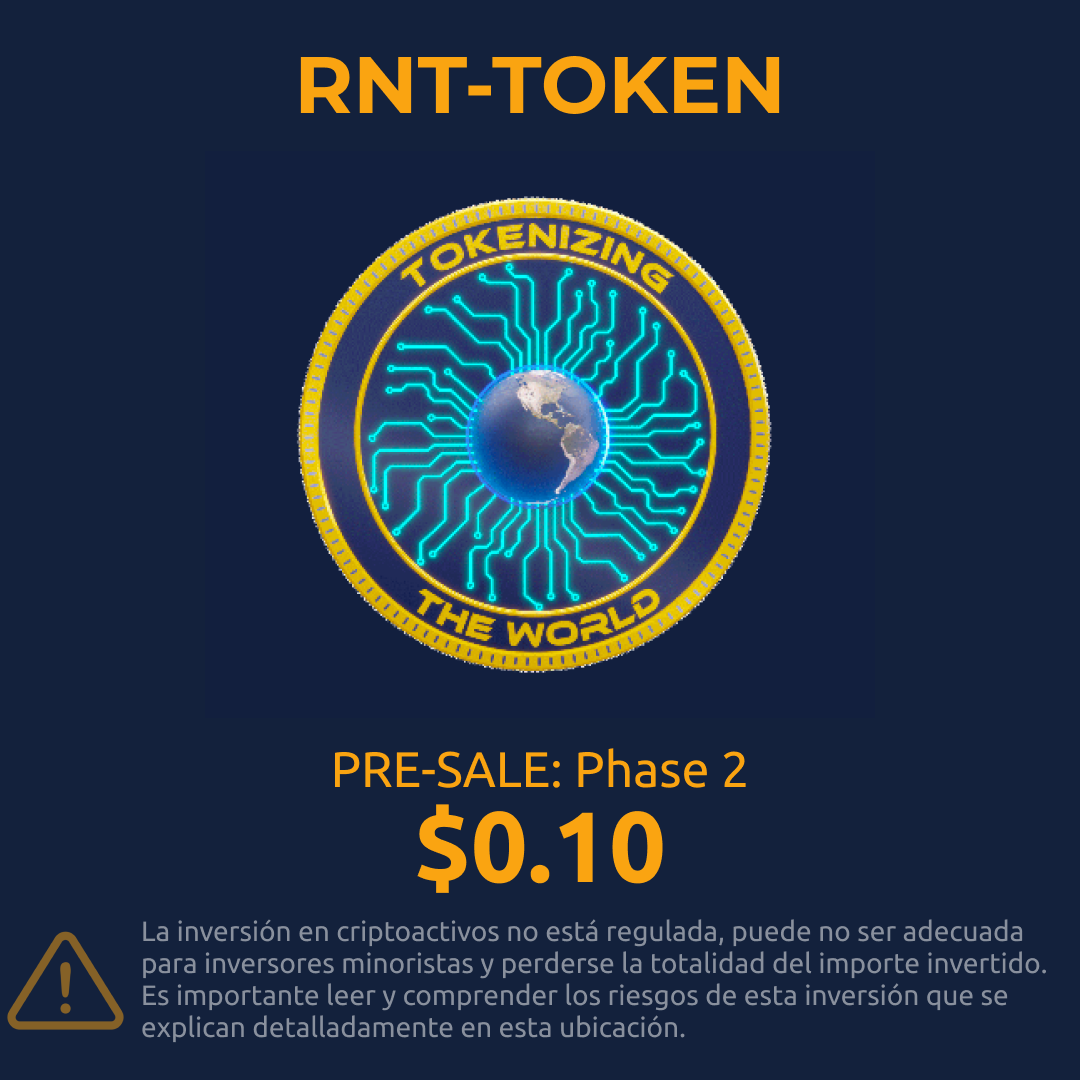 RNT-TOKEN
TOKENIZING
THE WORLD
PRE-SALE: Phase 2
$0.10
La inversión en criptoactivos no está regulada, puede no ser adecuada
para inversores minoristas y perderse la totalidad del importe invertido.
Es importante leer y comprender los riesgos de esta inversión que se
explican detalladamente en esta ubicación.